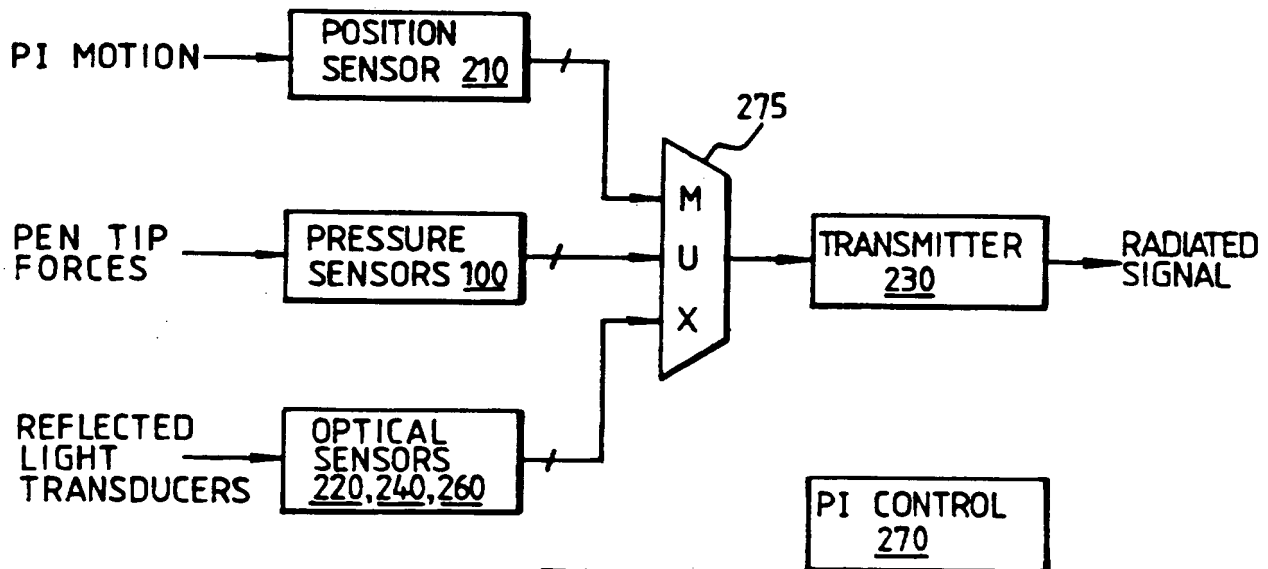 PI MOTION
POSITION
SENSOR 210
275
M
U
X
PEN TIP
FORCES
PRESSURE
SENSORS 100
TRANSMITTER
230
RADIATED
SIGNAL
REFLECTED
LIGHT
TRANSDUCERS
OPTICAL
SENSORS
220,240,260
PI CONTROL
270